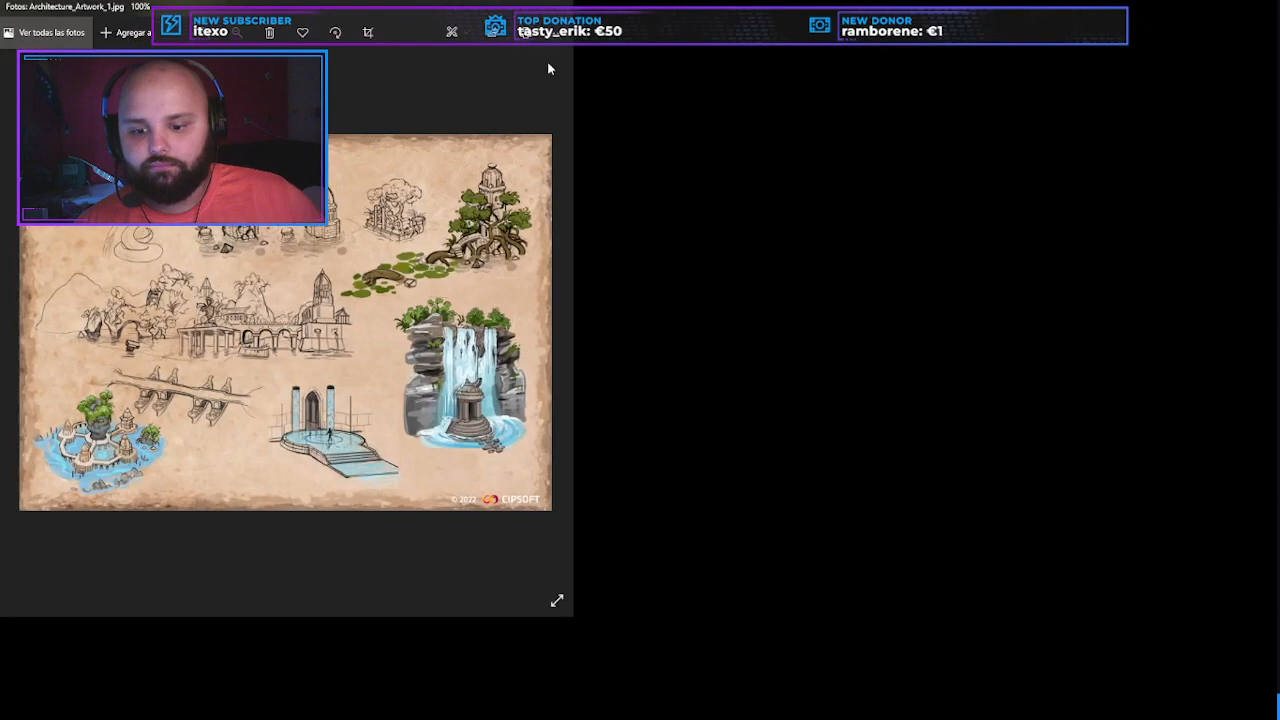 Fotos: Architecture_Artwork_1.jpg 100%
Ver todas las fotos
Agregar a
NEW SUBSCRIBER
itexo
TOP DONATION
tasty_erik: €50
NEW DONOR
ramborene: €1
© 2022 CIPSOFT